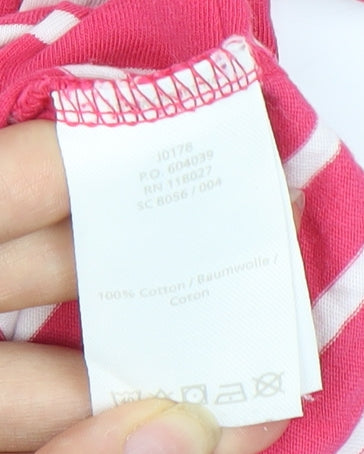 J0178
P.O. 604039
RN 118027
SC 8056 / 004
100% Cotton / Baumwolle /
Coton